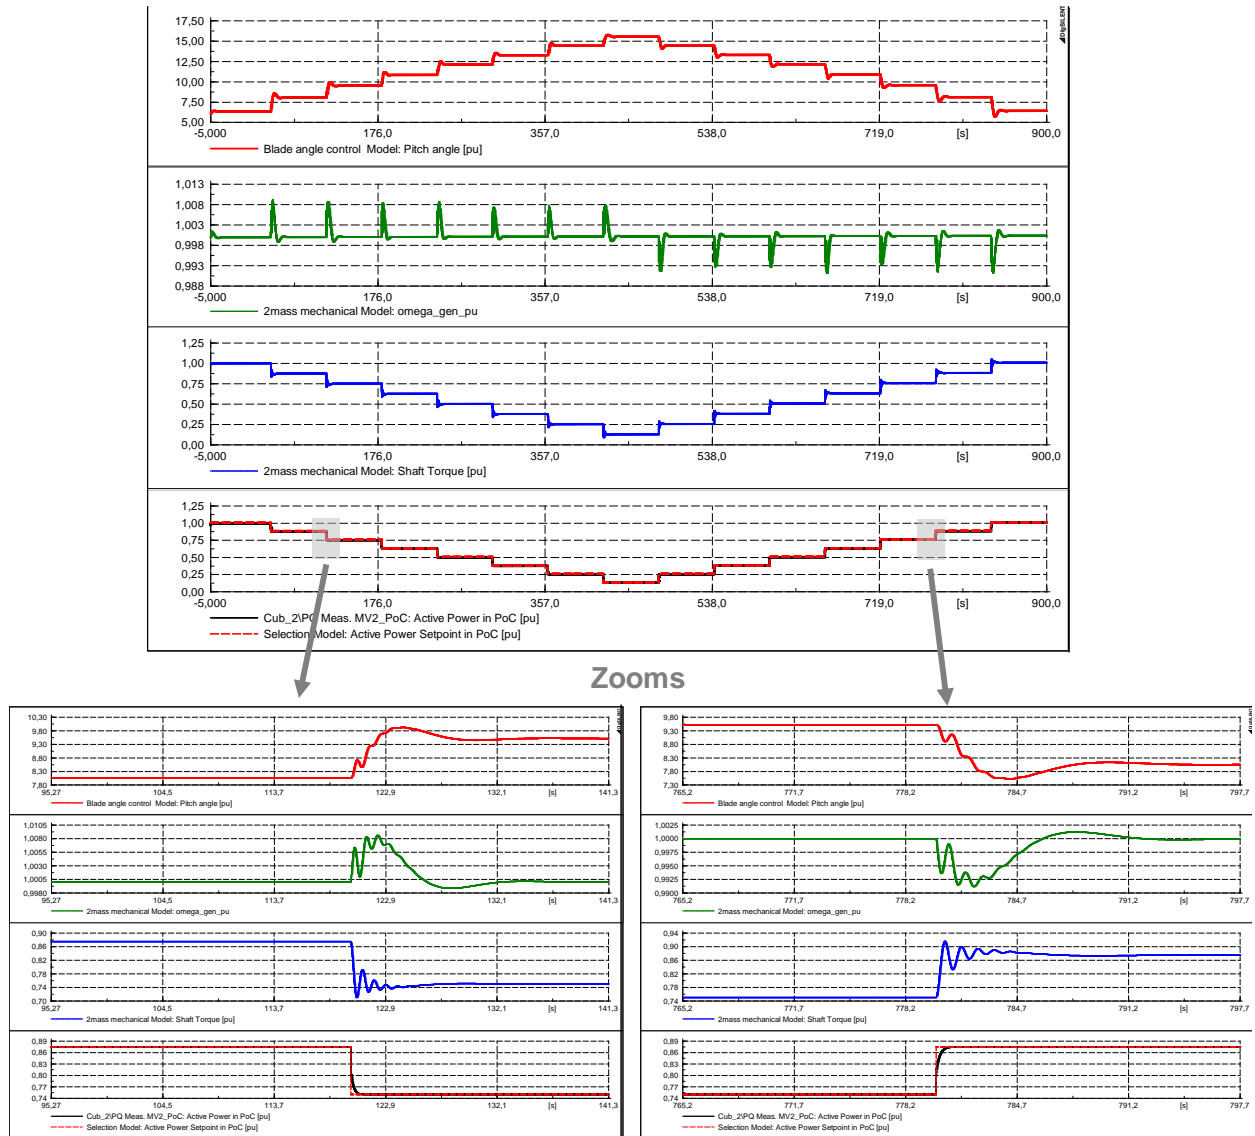 17,50
15,00
12,50
10,00
7,50
5,00
-5,000 176,0 357,0 538,0 719,0 [s] 900,0
Blade angle control Model: Pitch angle [pu]
DIgSILENT
1,013
1,008
1,003
0,998
0,993
0,988
-5,000 176,0 357,0 538,0 719,0 [s] 900,0
2mass mechanical Model: omega_gen_pu
1,25
1,00
0,75
0,50
0,25
0,00
-5,000 176,0 357,0 538,0 719,0 [s] 900,0
2mass mechanical Model: Shaft Torque [pu]
1,25
1,00
0,75
0,50
0,25
0,00
-5,000 176,0 357,0 538,0 719,0 [s] 900,0
Cub_2\PQ Meas. MV2_PoC: Active Power in PoC [pu]
Selection Model: Active Power Setpoint in PoC [pu]
Zooms
10,30
9,80
9,30
8,80
8,30
7,80
95,27 104,5 113,7 122,9 132,1 [s] 141,3
Blade angle control Model: Pitch angle [pu]
1,0105
1,0080
1,0055
1,0030
1,0005
0,9980
95,27 104,5 113,7 122,9 132,1 [s] 141,3
2mass mechanical Model: omega_gen_pu
0,90
0,86
0,82
0,78
0,74
0,70
95,27 104,5 113,7 122,9 132,1 [s] 141,3
2mass mechanical Model: Shaft Torque [pu]
0,89
0,86
0,83
0,80
0,77
0,74
95,27 104,5 113,7 122,9 132,1 [s] 141,3
Cub_2\PQ Meas. MV2_PoC: Active Power in PoC [pu]
Selection Model: Active Power Setpoint in PoC [pu]
9,80
9,30
8,80
8,30
7,80
7,30
765,2 771,7 778,2 784,7 791,2 [s] 797,7
Blade angle control Model: Pitch angle [pu]
1,0025
1,0000
0,9975
0,9950
0,9925
0,9900
765,2 771,7 778,2 784,7 791,2 [s] 797,7
2mass mechanical Model: omega_gen_pu
0,94
0,90
0,86
0,82
0,78
0,74
765,2 771,7 778,2 784,7 791,2 [s] 797,7
2mass mechanical Model: Shaft Torque [pu]
0,89
0,86
0,83
0,80
0,77
0,74
765,2 771,7 778,2 784,7 791,2 [s] 797,7
Cub_2\PQ Meas. MV2_PoC: Active Power in PoC [pu]
Selection Model: Active Power Setpoint in PoC [pu]